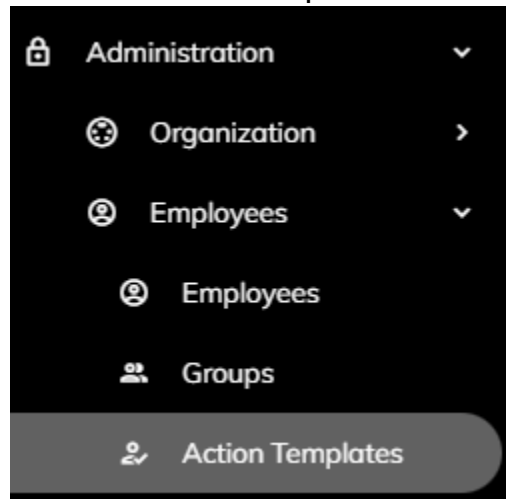 Administration
Organization
Employees
Employees
Groups
Action Templates